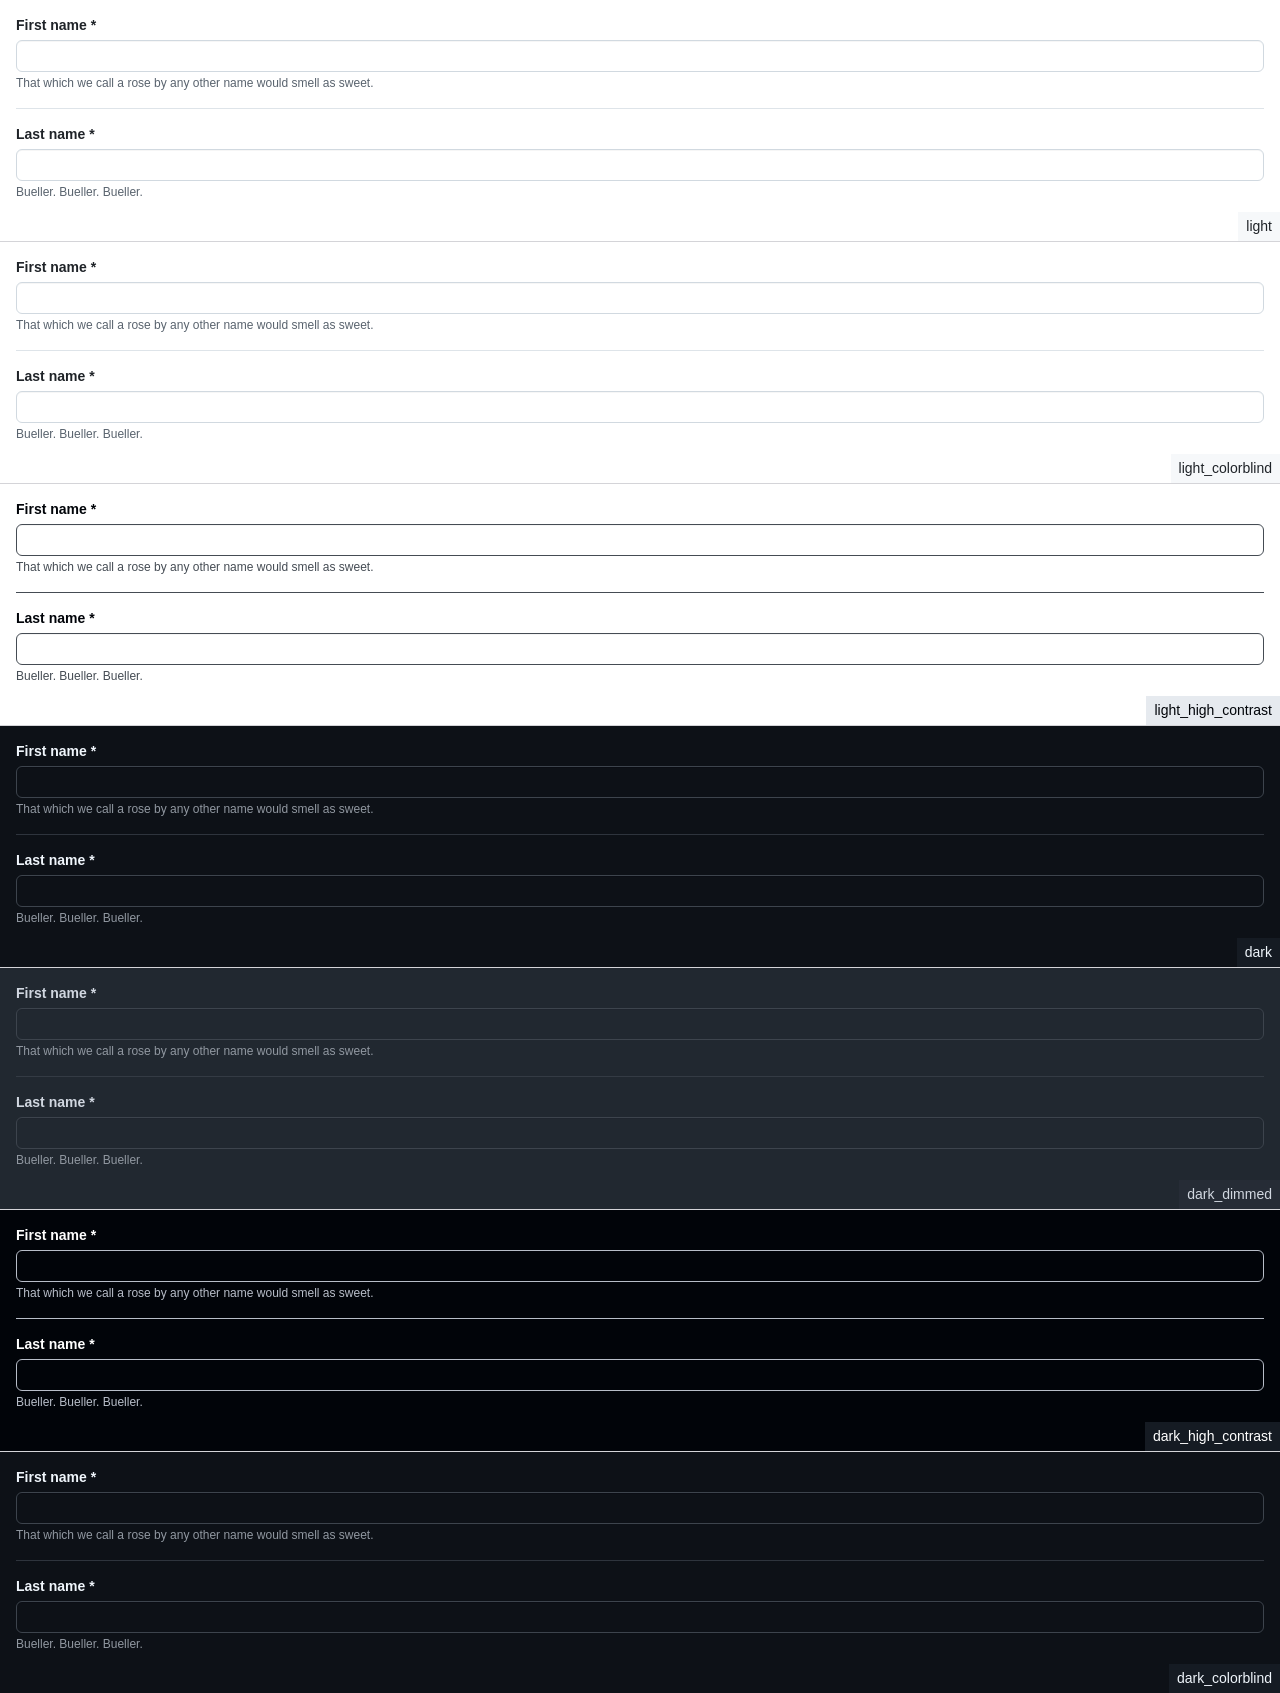 First name *
That which we call a rose by any other name would smell as sweet.
Last name *
Bueller. Bueller. Bueller.
light
First name *
That which we call a rose by any other name would smell as sweet.
Last name *
Bueller. Bueller. Bueller.
light_colorblind
First name *
That which we call a rose by any other name would smell as sweet.
Last name *
Bueller. Bueller. Bueller.
light_high_contrast
First name *
That which we call a rose by any other name would smell as sweet.
Last name *
Bueller. Bueller. Bueller.
dark
First name *
That which we call a rose by any other name would smell as sweet.
Last name *
Bueller. Bueller. Bueller.
dark_dimmed
First name *
That which we call a rose by any other name would smell as sweet.
Last name *
Bueller. Bueller. Bueller.
dark_high_contrast
First name *
That which we call a rose by any other name would smell as sweet.
Last name *
Bueller. Bueller. Bueller.
dark_colorblind